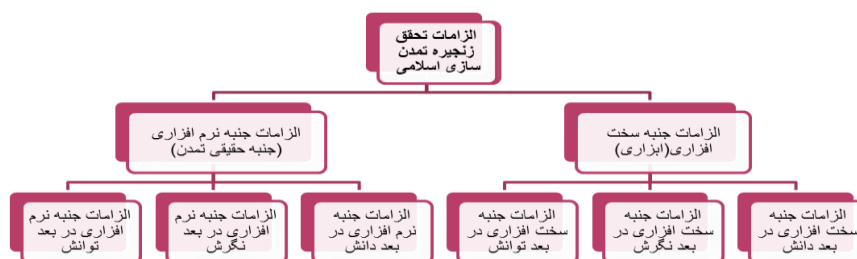 الزامات تحقق
زنجیره تمدن
سازی اسلامی
الزامات جنبه سخت
افزاری(ابزاری)
الزامات جنبه نرم افزاری
(جنبه حقیقی تمدن)
الزامات جنبه
سخت افزاری در
بعد دانش
الزامات جنبه
سخت افزاری در
بعد نگرش
الزامات جنبه
سخت افزاری در
بعد توانش
الزامات جنبه
نرم افزاری در
بعد دانش
الزامات جنبه نرم
افزاری در بعد
نگرش
الزامات جنبه نرم
افزاری در بعد
توانش